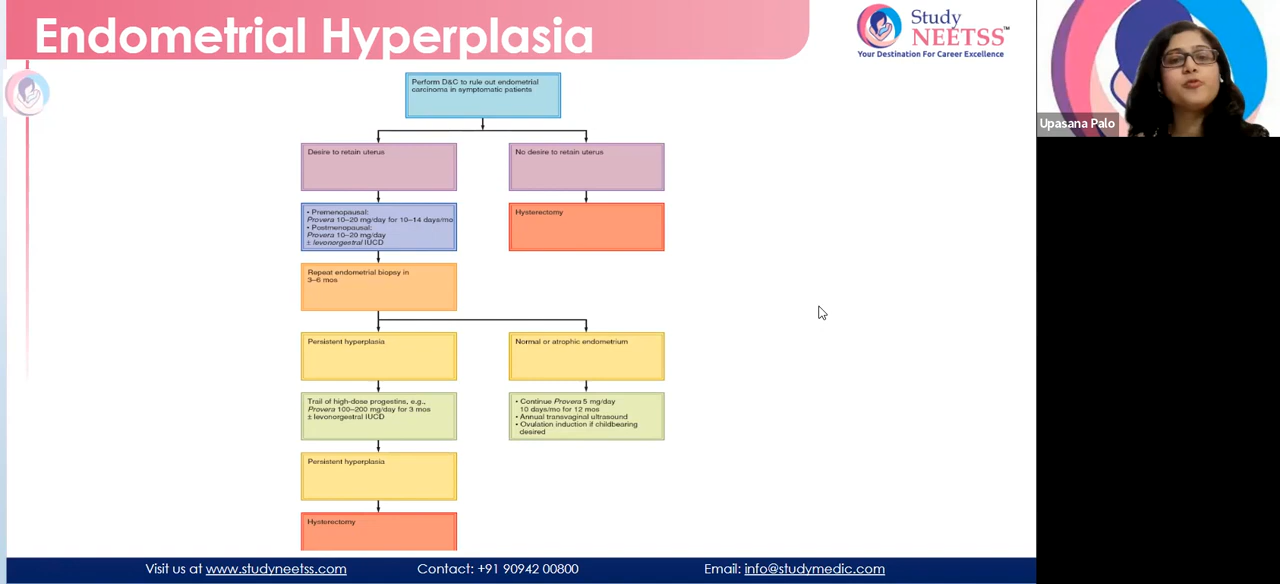 Endometrial Hyperplasia
Study
NEETSS™
Your Destination For Career Excellence
Upasana Palo
Perform D&C to rule out endometrial
carcinoma in symptomatic patients
Desire to retain uterus
No desire to retain uterus
• Premenopausal:
Provera 10–20 mg/day for 10–14 days/mo
• Postmenopausal:
Provera 10–20 mg/day
± levonorgestrel IUCD
Hysterectomy
Repeat endometrial biopsy in
3–6 mos
Persistent hyperplasia
Normal or atrophic endometrium
Trail of high-dose progestins, e.g.,
Provera 100–200 mg/day for 3 mos
± levonorgestral IUCD
• Continue Provera 5 mg/day
10 days/mo for 12 mos
• Annual transvaginal ultrasound
• Ovulation induction if childbearing
desired
Persistent hyperplasia
Hysterectomy
Visit us at www.studyneetss.com
Contact: +91 90942 00800
Email: info@studymedic.com